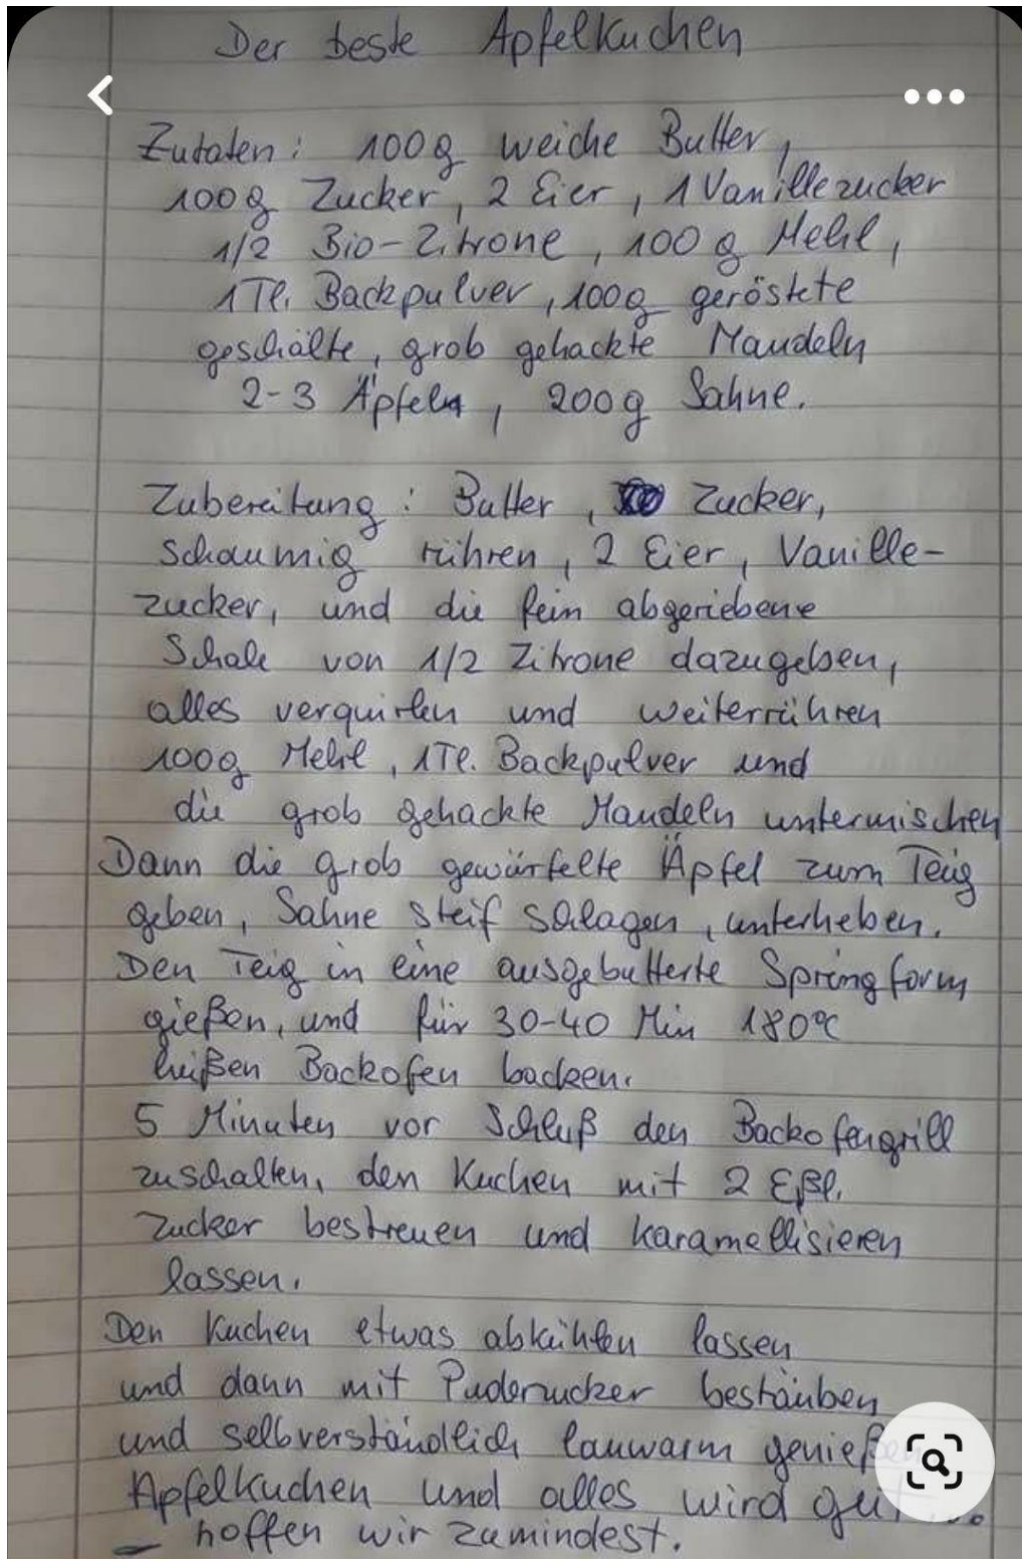 Der beste Apfelkuchen
Zutaten: 100g weiche Butter,
100g Zucker, 2 Eier, 1 Vanillezucker
1/2 Bio-Zitrone, 100 g Mehl,
1Tl. Backpulver, 100g geröstete
geschälte, grob gehackte Mandeln
2-3 Äpfeln, 200g Sahne.
Zubereitung: Butter, Zucker,
schaumig rühren, 2 Eier, Vanille-
zucker, und die fein abgeriebene
Schale von 1/2 Zitrone dazugeben,
alles verquirlen und weiterrühren
100g Mehl, 1Tl. Backpulver und
die grob gehackte Mandeln untermischen
Dann die grob gewürfelte Äpfel zum Teig
geben, Sahne steif schlagen, unterheben.
Den Teig in eine ausgebutterte Springform
gießen, und für 30-40 Min 180°C
heißen Backofen backen.
5 Minuten vor Schluß den Backofengrill
zuschalten, den Kuchen mit 2 Eßl.
Zucker bestreuen und karamellisieren
lassen.
Den Kuchen etwas abkühlen lassen
und dann mit Puderzucker bestäuben
und selbverständlich lauwarm genießen
Apfelkuchen und alles wird gut...
- hoffen wir zumindest.